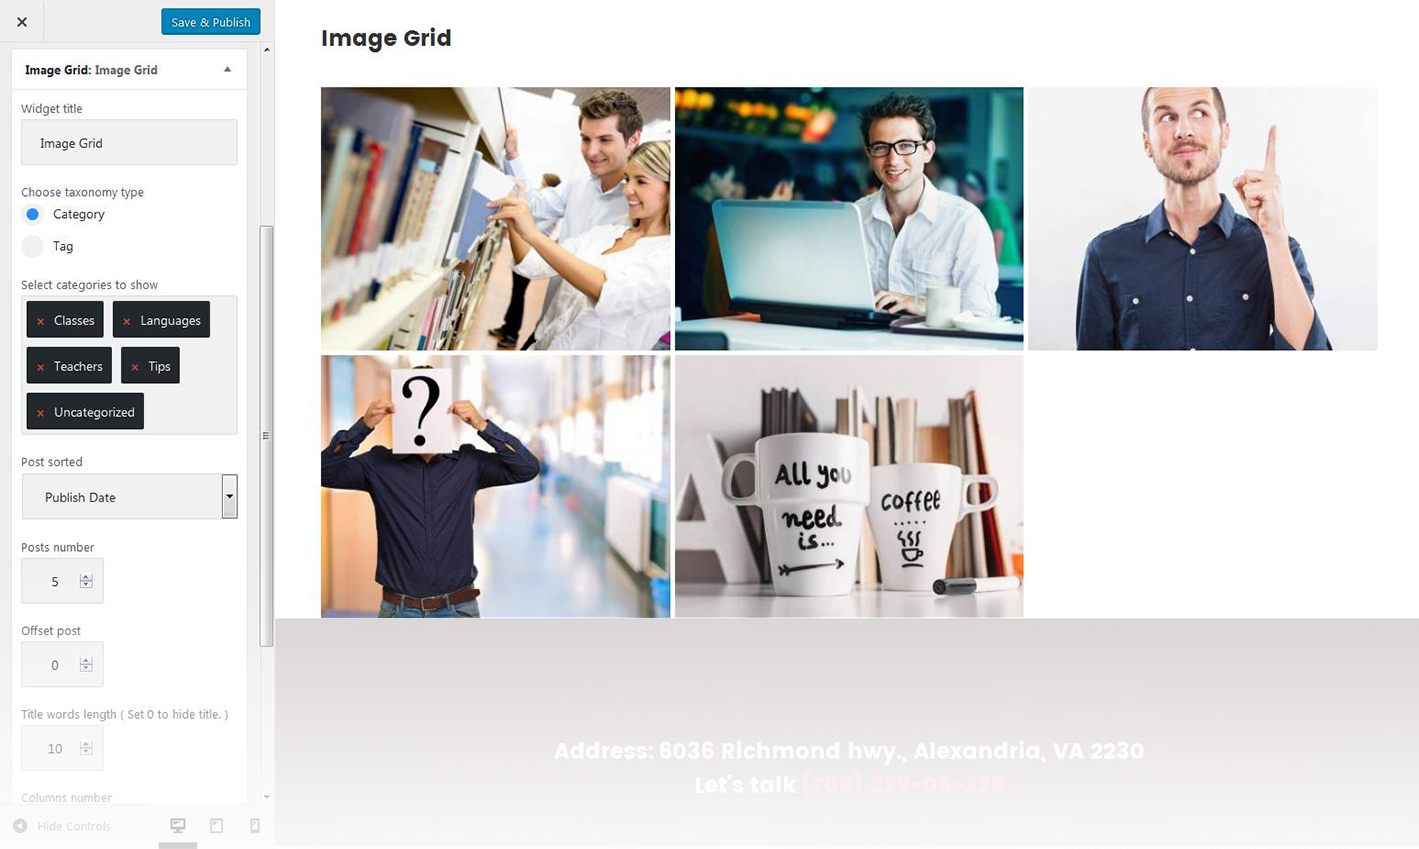 × Save & Publish
Image Grid: Image Grid
Widget title
Image Grid
Choose taxonomy type
Category
Tag
Select categories to show
× Classes × Languages
× Teachers × Tips
× Uncategorized
Post sorted
Publish Date
Posts number
5
Offset post
0
Title words length ( Set 0 to hide title. )
10
Columns number
Hide Controls
Image Grid
?
All you
need
is...
coffee
A
Address: 6036 Richmond hwy., Alexandria, VA 2230
Let's talk (703) 329-06-325